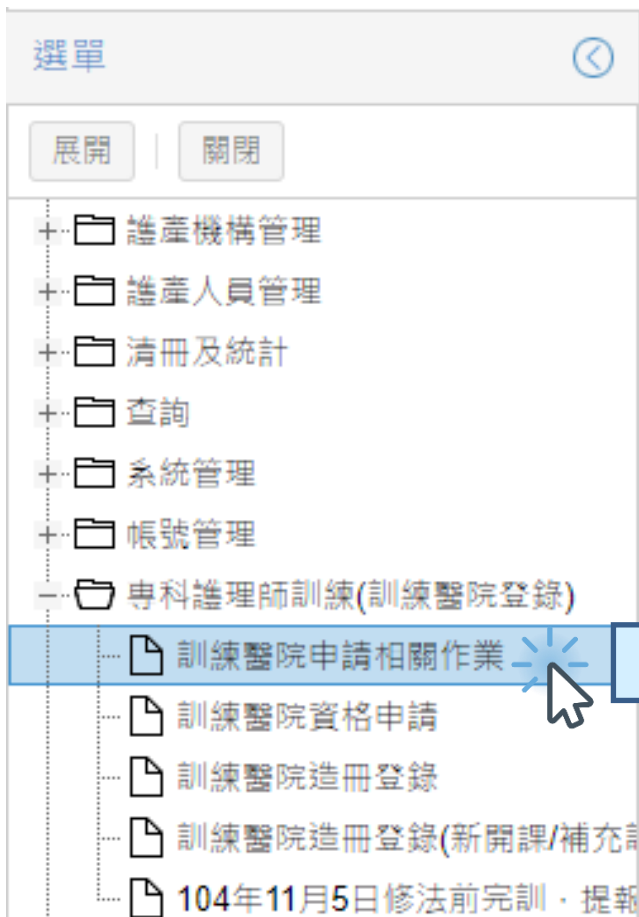 選單
展開 關閉
護產機構管理
護產人員管理
清冊及統計
查詢
系統管理
帳號管理
專科護理師訓練(訓練醫院登錄)
訓練醫院申請相關作業
訓練醫院資格申請
訓練醫院造冊登錄
訓練醫院造冊登錄(新開課/補充
104年11月5日修法前完訓，提報